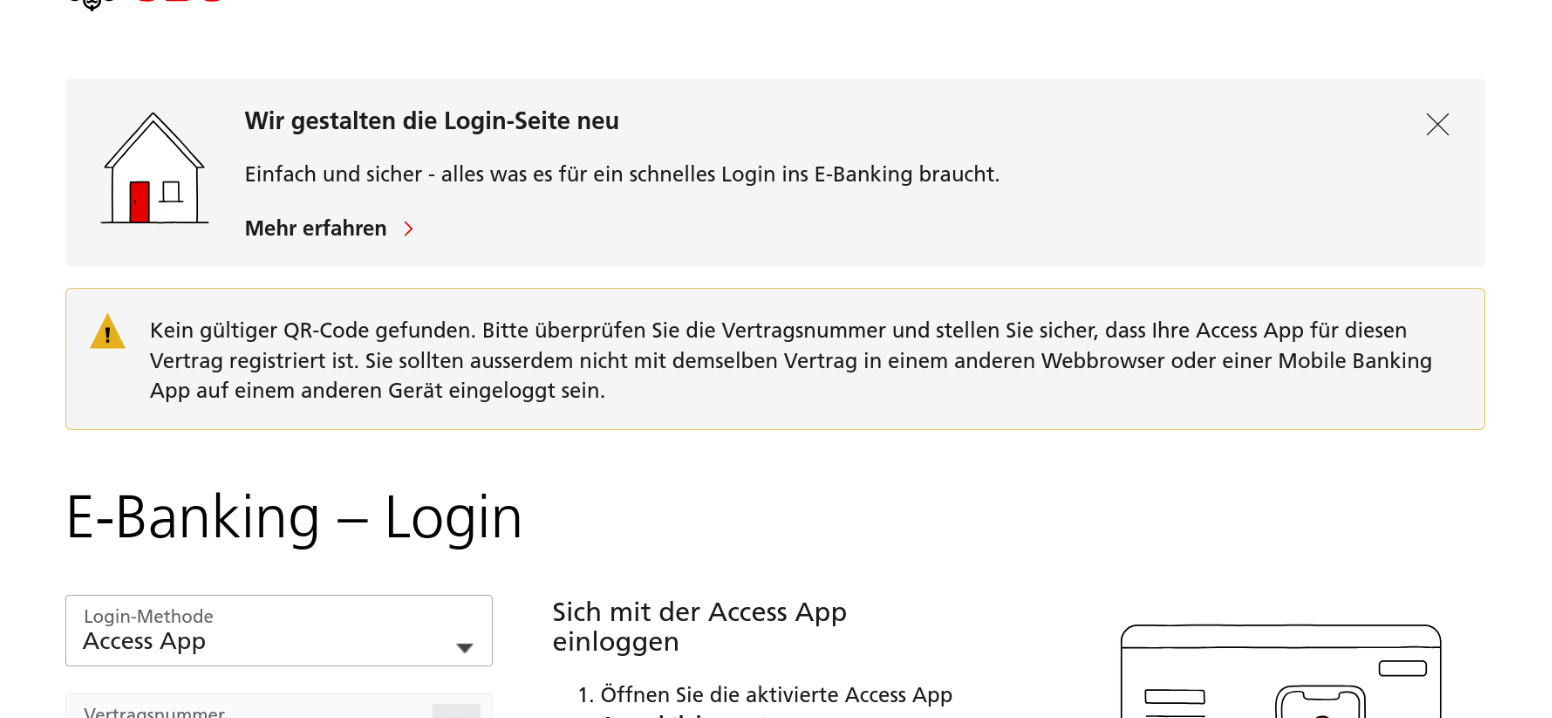 Wir gestalten die Login-Seite neu
Einfach und sicher - alles was es für ein schnelles Login ins E-Banking braucht.
Mehr erfahren
Kein gültiger QR-Code gefunden. Bitte überprüfen Sie die Vertragsnummer und stellen Sie sicher, dass Ihre Access App für diesen
Vertrag registriert ist. Sie sollten ausserdem nicht mit demselben Vertrag in einem anderen Webbrowser oder einer Mobile Banking
App auf einem anderen Gerät eingeloggt sein.
E-Banking – Login
Login-Methode
Access App
Vertragsnummer
Sich mit der Access App
einloggen
1. Öffnen Sie die aktivierte Access App